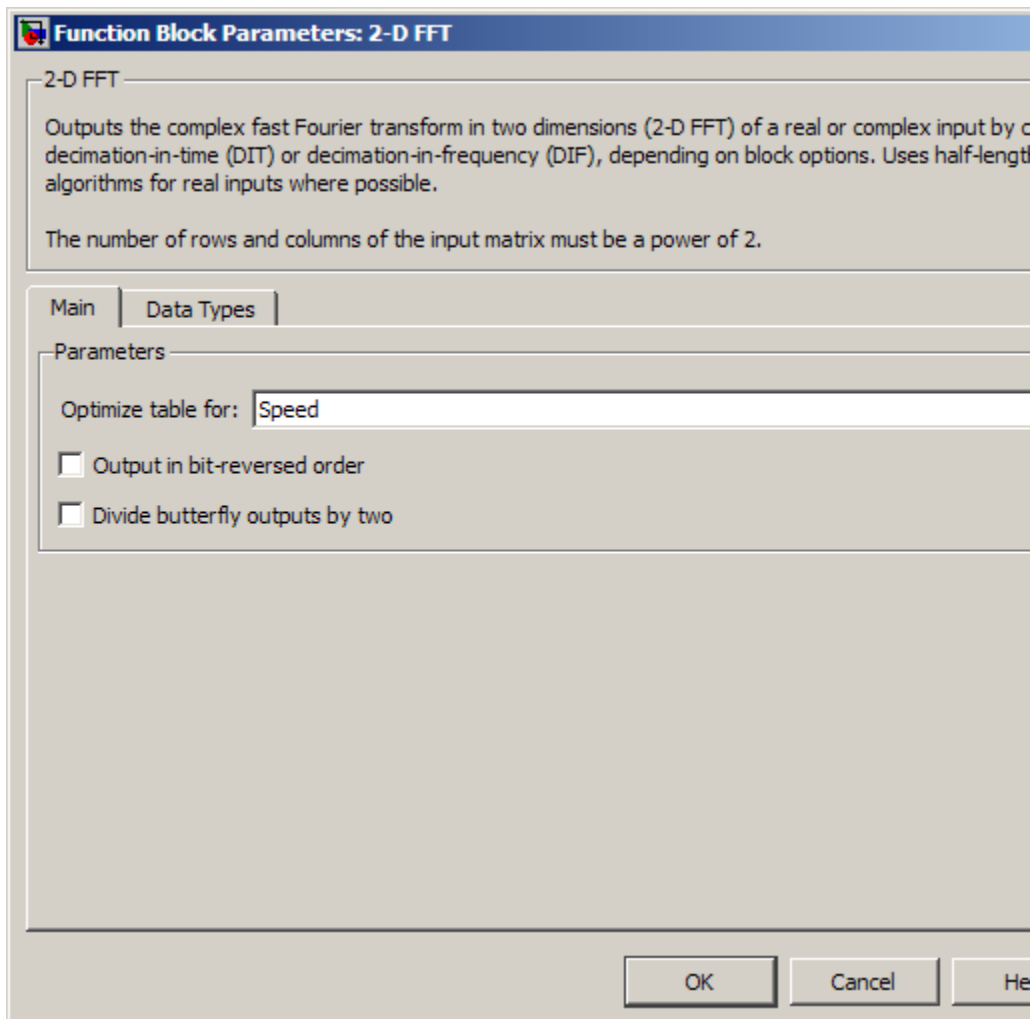 Function Block Parameters: 2-D FFT
2-D FFT
Outputs the complex fast Fourier transform in two dimensions (2-D FFT) of a real or complex input by
decimation-in-time (DIT) or decimation-in-frequency (DIF), depending on block options. Uses half-length
algorithms for real inputs where possible.
The number of rows and columns of the input matrix must be a power of 2.
Main
Data Types
Parameters
Optimize table for: Speed
Output in bit-reversed order
Divide butterfly outputs by two
OK
Cancel
He